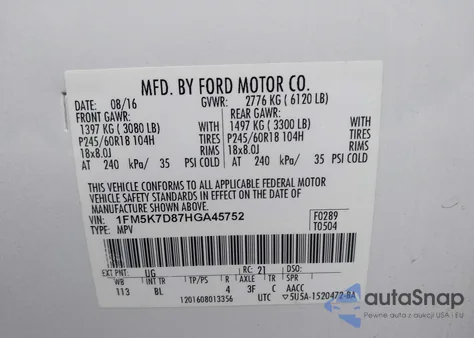 MFD. BY FORD MOTOR CO.
DATE: 08/16 GVWR: 2776 KG ( 6120 LB)
FRONT GAWR: REAR GAWR:
1397 KG ( 3080 LB) WITH 1497 KG ( 3300 LB) WITH
P245/60R18 104H TIRES P245/60R18 104H TIRES
18x8.0J RIMS 18x8.0J RIMS
AT 240 kPa/ 35 PSI COLD AT 240 kPa/ 35 PSI COLD
THIS VEHICLE CONFORMS TO ALL APPLICABLE FEDERAL MOTOR
VEHICLE SAFETY STANDARDS IN EFFECT ON THE DATE OF
MANUFACTURE SHOWN ABOVE.
VIN: 1FM5K7D87HGA45752 F0289
TYPE: MPV T0504
EXT PNT: UG RC: 21 DSO:
WB INT TR TP/PS R AXLE TR SPR
113 BL 4 3F C AACC
1201608013356 UTC ▽5U5A-1520472-BA
autoSnap
Pewne auto z aukcji USA i EU